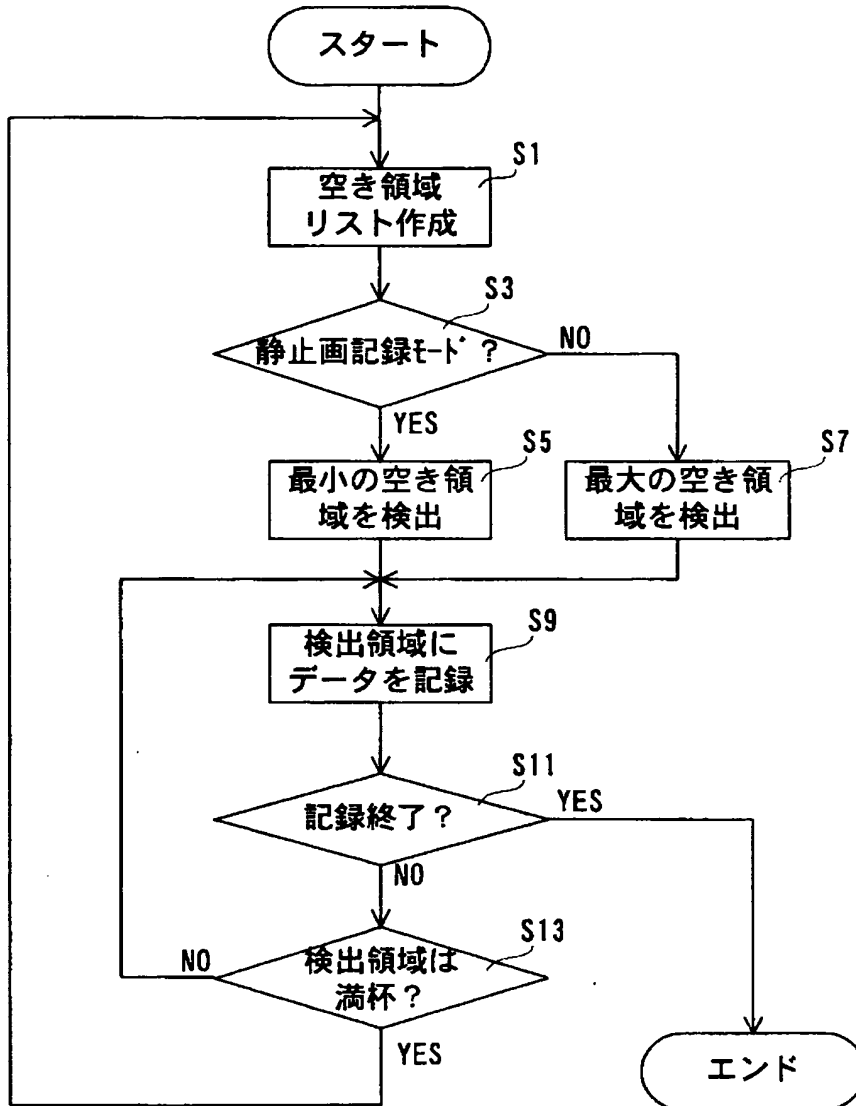 スタート
S1
空き領域
リスト作成
S3
静止画記録ﾓｰﾄﾞ？
NO
YES
S5
最小の空き領
域を検出
S7
最大の空き領
域を検出
S9
検出領域に
データを記録
S11
記録終了？
YES
NO
S13
検出領域は
満杯？
NO
YES
エンド